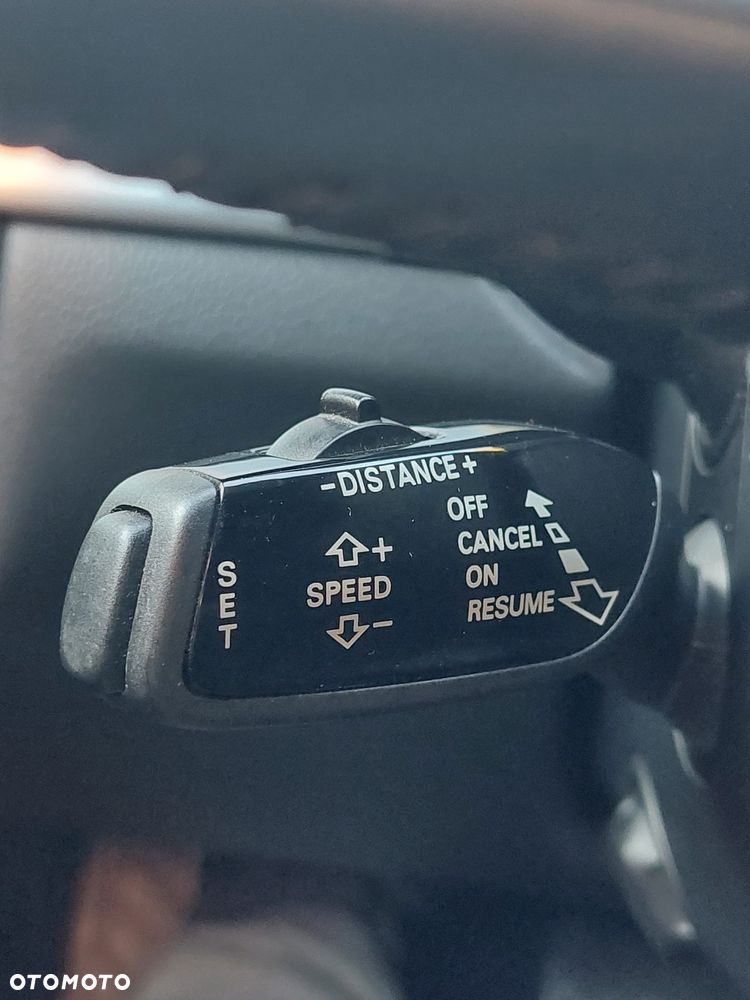 - DISTANCE +
OFF
CANCEL
ON
RESUME
+
SPEED
-
SET
OTOMOTO